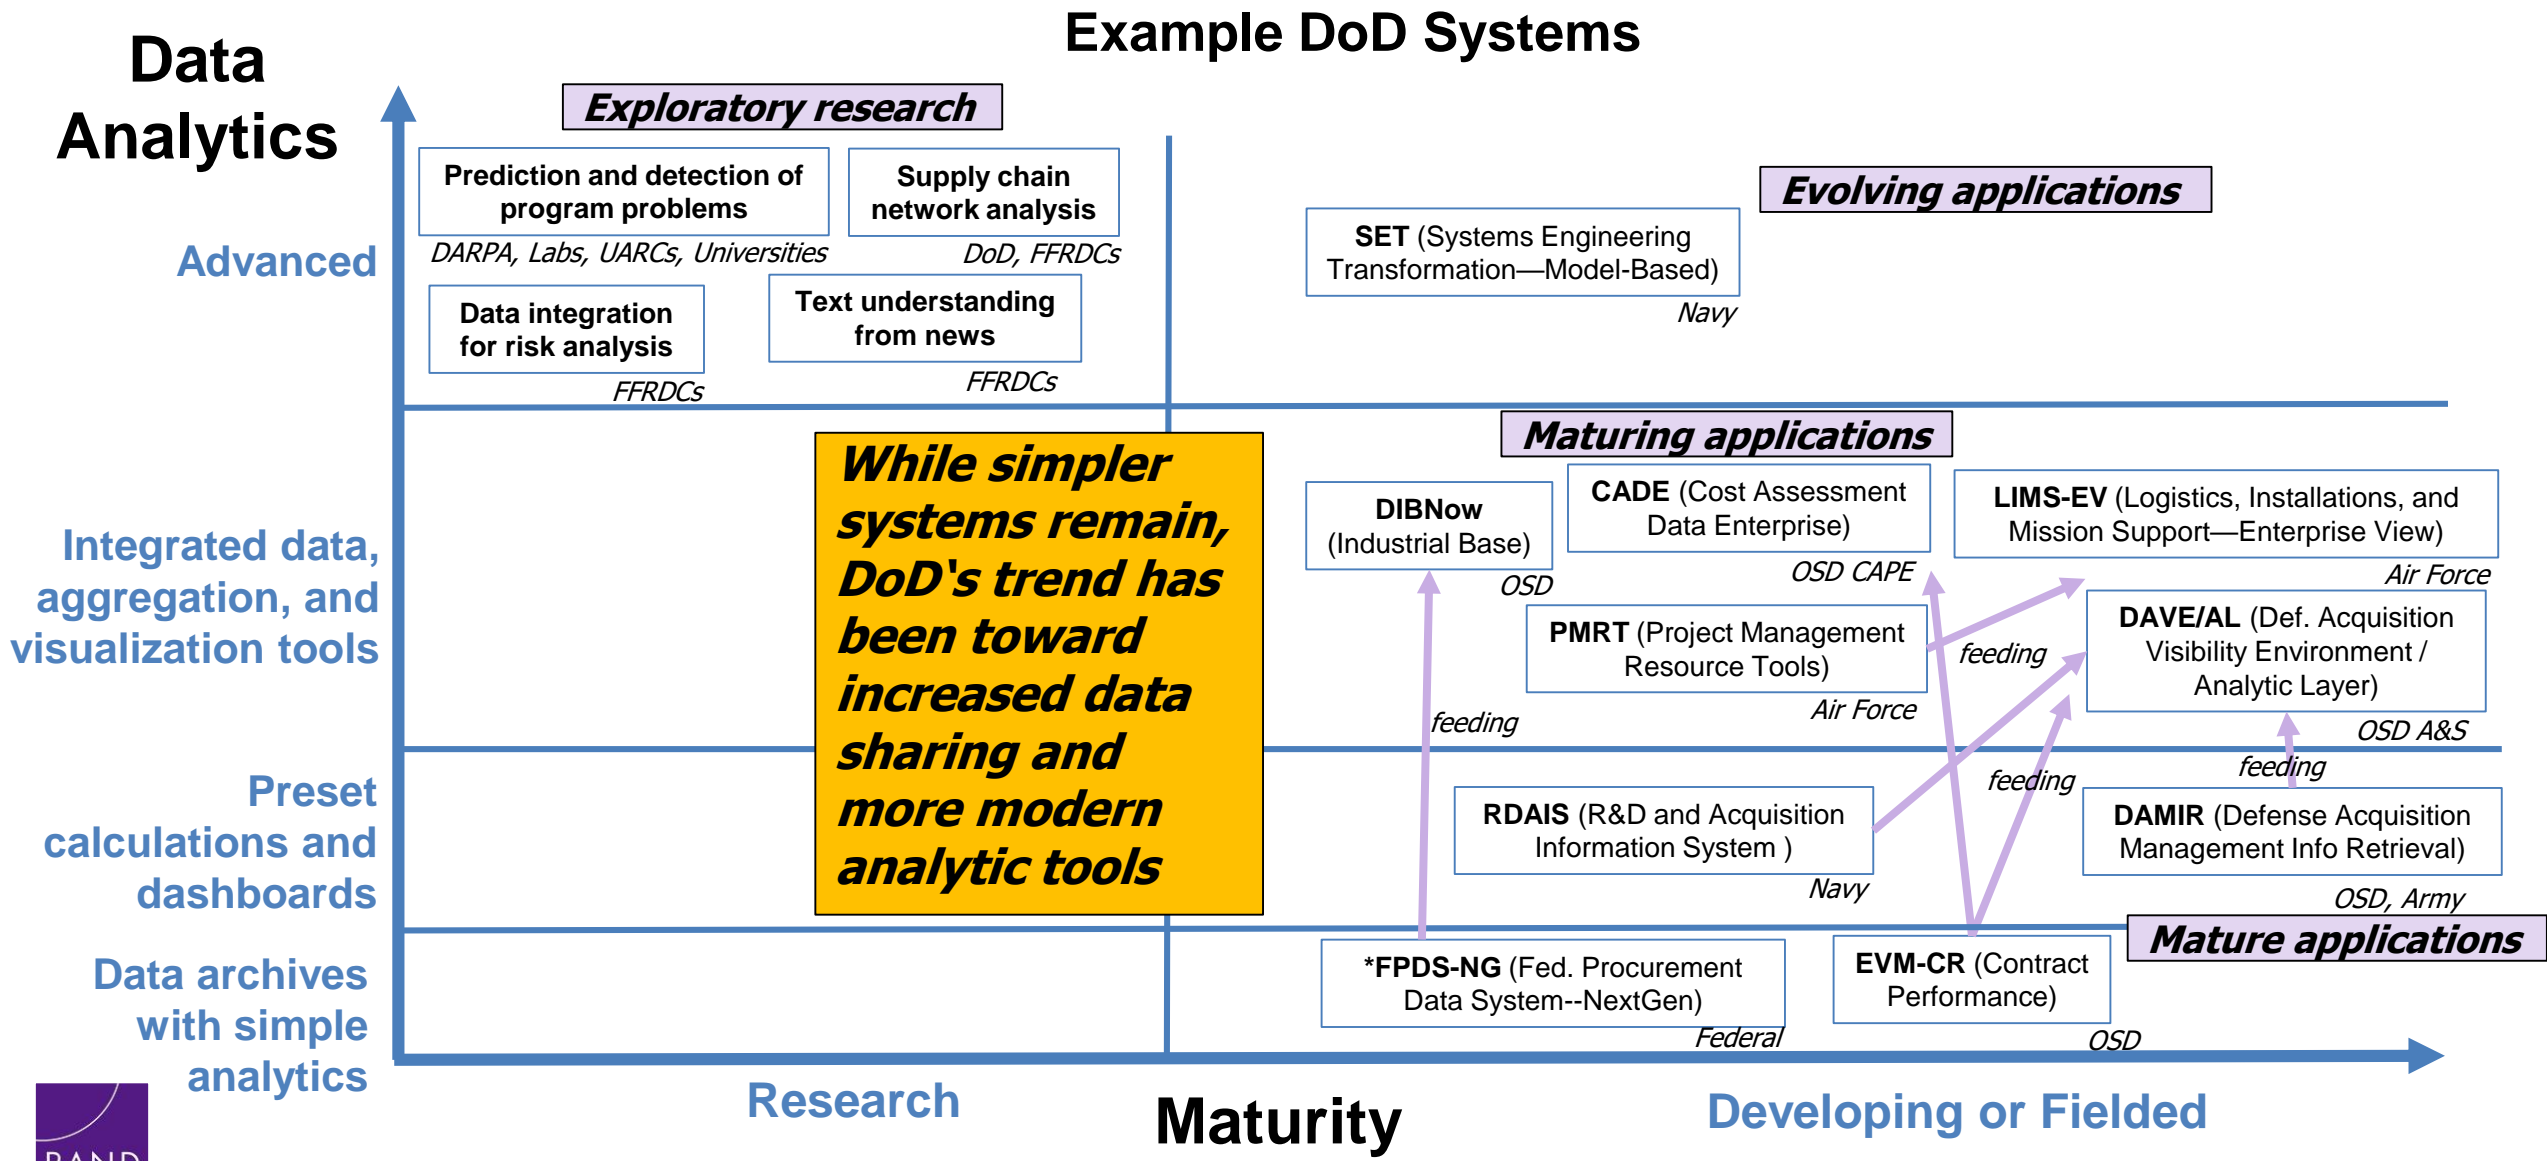 Example DoD Systems
Data
Analytics
Exploratory research
Prediction and detection of
program problems
DARPA, Labs, UARCs, Universities
Supply chain
network analysis
DoD, FFRDCs
Evolving applications
SET (Systems Engineering
Transformation—Model-Based)
Navy
Advanced
Data integration
for risk analysis
FFRDCs
Text understanding
from news
FFRDCs
Maturing applications
While simpler
systems remain,
DoD‘s trend has
been toward
increased data
sharing and
more modern
analytic tools
Integrated data,
aggregation, and
visualization tools
DIBNow
(Industrial Base)
OSD
CADE (Cost Assessment
Data Enterprise)
OSD CAPE
LIMS-EV (Logistics, Installations, and
Mission Support—Enterprise View)
Air Force
PMRT (Project Management
Resource Tools)
Air Force
feeding
DAVE/AL (Def. Acquisition
Visibility Environment /
Analytic Layer)
OSD A&S
feeding
feeding
feeding
Preset
calculations and
dashboards
RDAIS (R&D and Acquisition
Information System )
Navy
DAMIR (Defense Acquisition
Management Info Retrieval)
OSD, Army
Mature applications
Data archives
with simple
analytics
*FPDS-NG (Fed. Procurement
Data System--NextGen)
Federal
EVM-CR (Contract
Performance)
OSD
Research
Maturity
Developing or Fielded
RAND